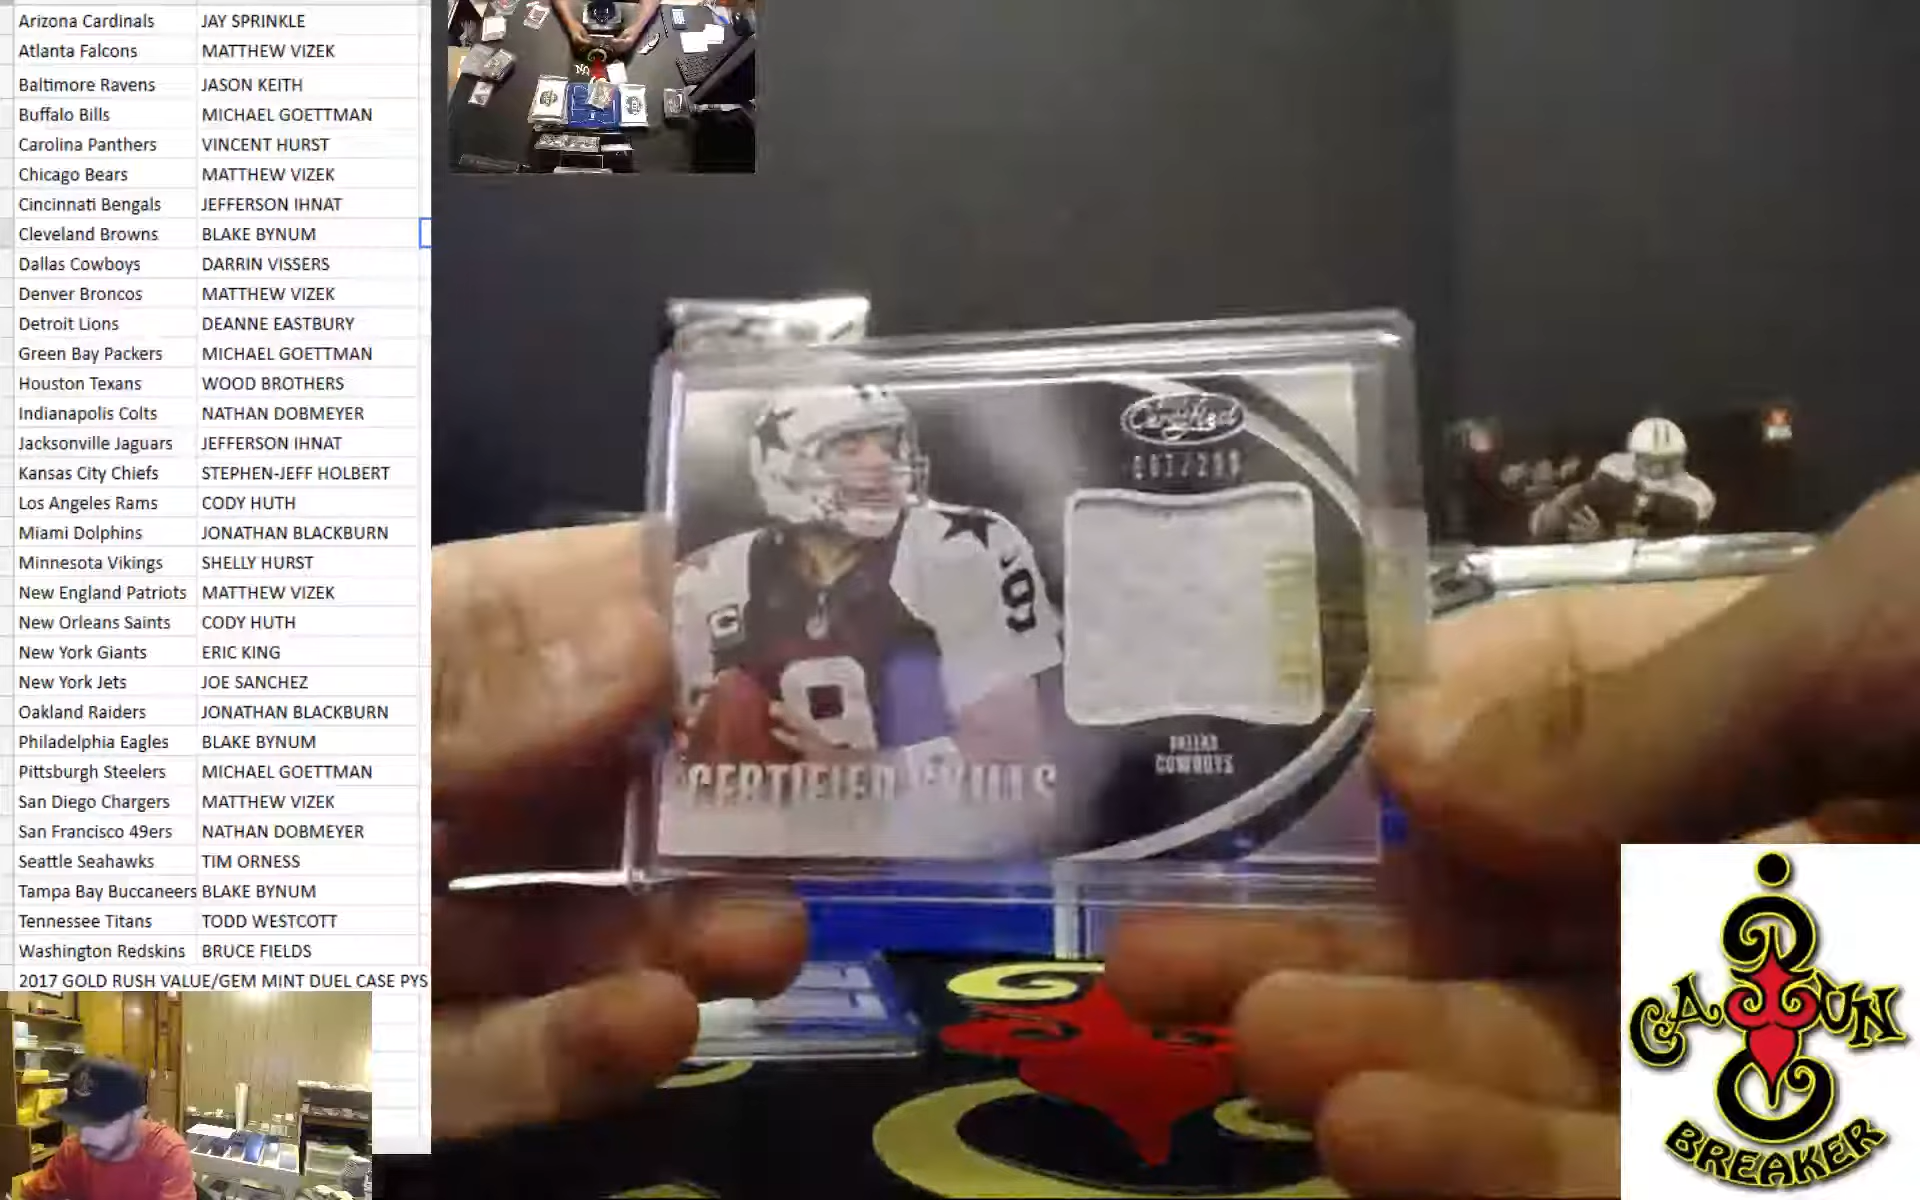 Arizona Cardinals JAY SPRINKLE
Atlanta Falcons MATTHEW VIZEK
Baltimore Ravens JASON KEITH
Buffalo Bills MICHAEL GOETTMAN
Carolina Panthers VINCENT HURST
Chicago Bears MATTHEW VIZEK
Cincinnati Bengals JEFFERSON IHNAT
Cleveland Browns BLAKE BYNUM
Dallas Cowboys DARRIN VISSERS
Denver Broncos MATTHEW VIZEK
Detroit Lions DEANNE EASTBURY
Green Bay Packers MICHAEL GOETTMAN
Houston Texans WOOD BROTHERS
Indianapolis Colts NATHAN DOBMEYER
Jacksonville Jaguars JEFFERSON IHNAT
Kansas City Chiefs STEPHEN-JEFF HOLBERT
Los Angeles Rams CODY HUTH
Miami Dolphins JONATHAN BLACKBURN
Minnesota Vikings SHELLY HURST
New England Patriots MATTHEW VIZEK
New Orleans Saints CODY HUTH
New York Giants ERIC KING
New York Jets JOE SANCHEZ
Oakland Raiders JONATHAN BLACKBURN
Philadelphia Eagles BLAKE BYNUM
Pittsburgh Steelers MICHAEL GOETTMAN
San Diego Chargers MATTHEW VIZEK
San Francisco 49ers NATHAN DOBMEYER
Seattle Seahawks TIM ORNESS
Tampa Bay Buccaneers BLAKE BYNUM
Tennessee Titans TODD WESTCOTT
Washington Redskins BRUCE FIELDS
2017 GOLD RUSH VALUE/GEM MINT DUEL CASE PYS
Certified
9
C
9
DALLAS
COWBOYS
CERTIFIED SKILLS
CAJUN
BREAKER